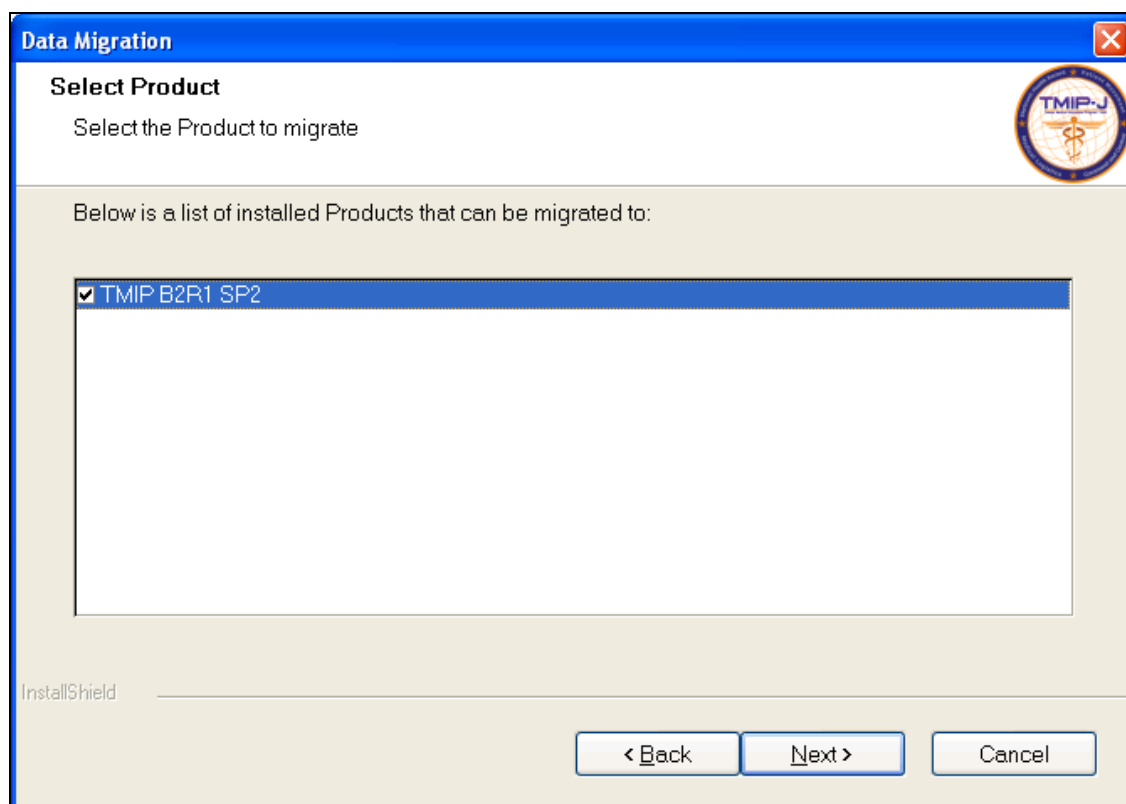 Data Migration
Select Product
Select the Product to migrate
TMIP-J
Below is a list of installed Products that can be migrated to:
TMIP B2R1 SP2
InstallShield
< Back
Next >
Cancel